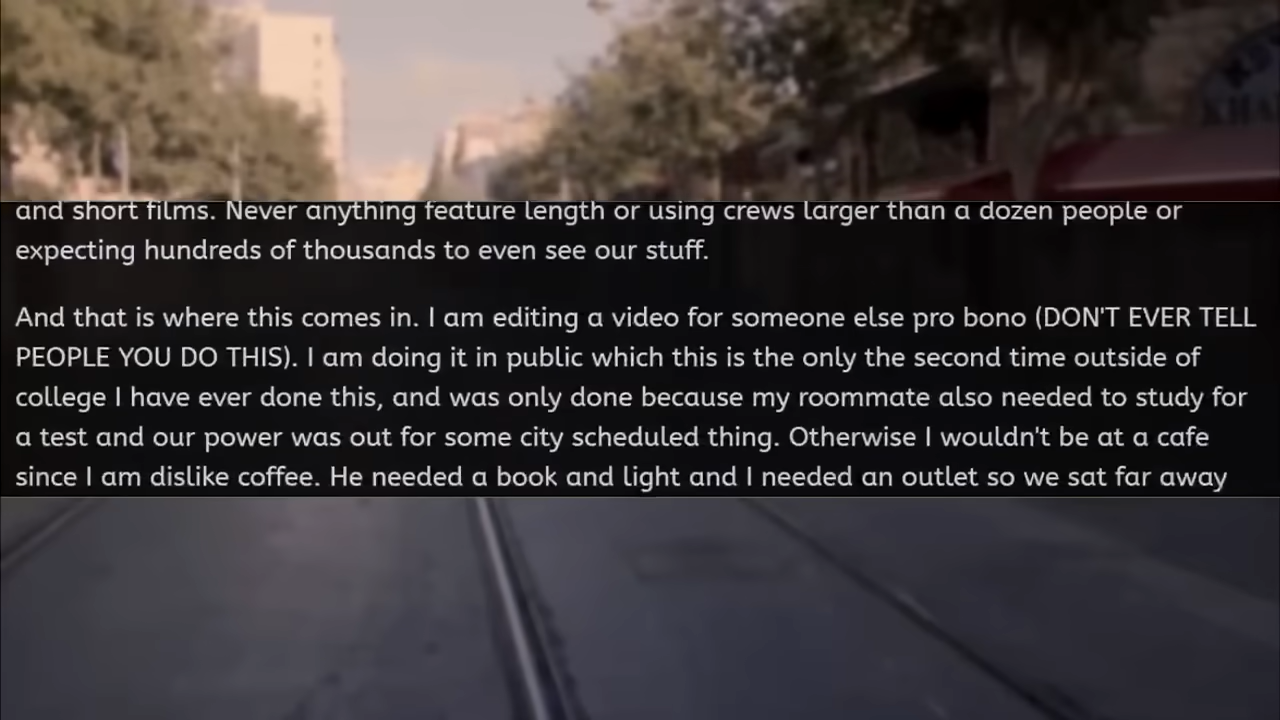 and short films. Never anything feature length or using crews larger than a dozen people or
expecting hundreds of thousands to even see our stuff.
And that is where this comes in. I am editing a video for someone else pro bono (DON'T EVER TELL
PEOPLE YOU DO THIS). I am doing it in public which this is the only the second time outside of
college I have ever done this, and was only done because my roommate also needed to study for
a test and our power was out for some city scheduled thing. Otherwise I wouldn't be at a cafe
since I am dislike coffee. He needed a book and light and I needed an outlet so we sat far away